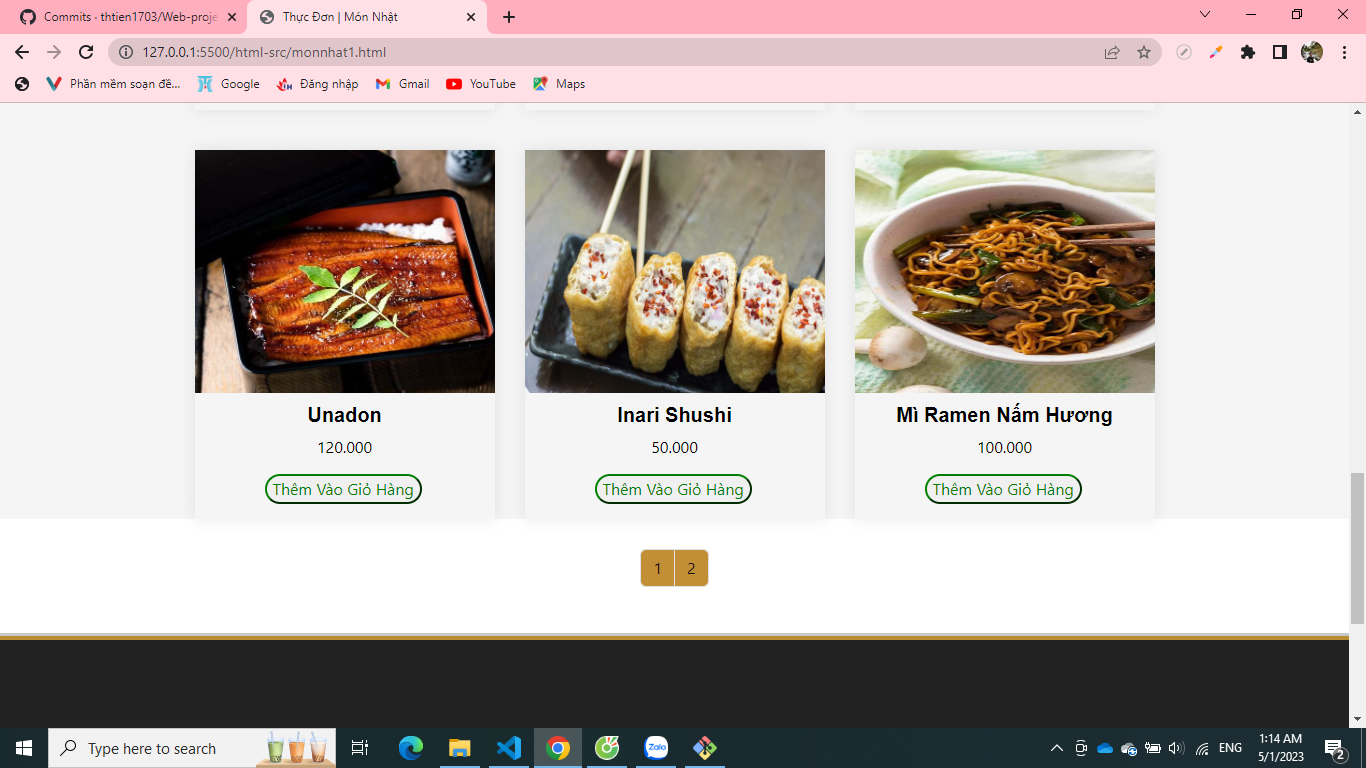 Commits · thtien1703/Web-proje
Thực Đơn | Món Nhật
127.0.0.1:5500/html-src/monnhat1.html
Phần mềm soạn đề...
Google
Đăng nhập
Gmail
YouTube
Maps
Unadon
Inari Shushi
Mì Ramen Nấm Hương
120.000
50.000
100.000
Thêm Vào Giỏ Hàng
Thêm Vào Giỏ Hàng
Thêm Vào Giỏ Hàng
1 2
Type here to search
Zalo
ENG
1:14 AM
5/1/2023
2